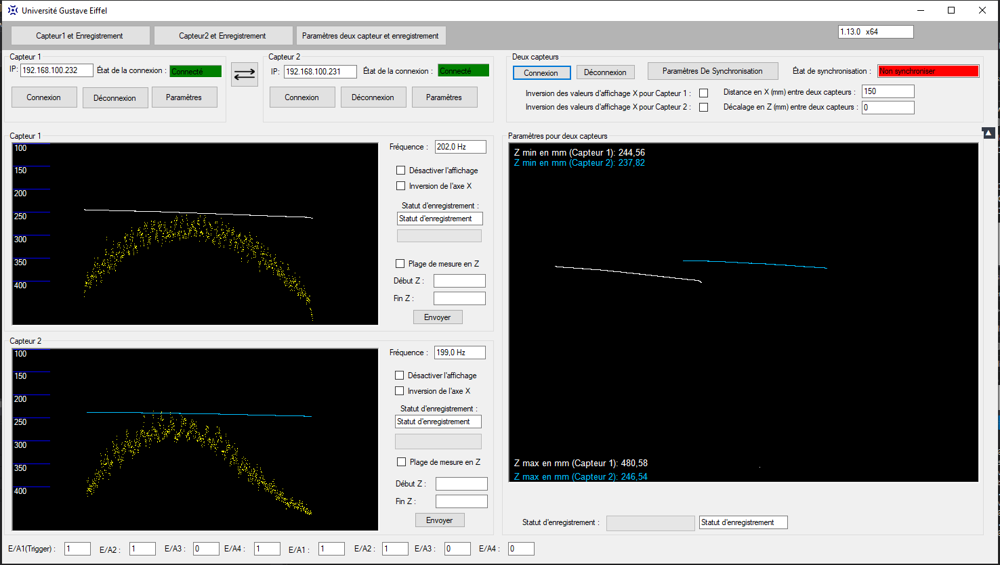 Université Gustave Eiffel
Capteur1 et Enregistrement
Capteur2 et Enregistrement
Paramètres deux capteur et enregistrement
1.13.0 x64
Capteur 1
IP: 192.168.100.232 État de la connexion : Connecté
Connexion Déconnexion Paramètres
Capteur 2
IP: 192.168.100.231 État de la connexion : Connecté
Connexion Déconnexion Paramètres
Deux capteurs
Connexion Déconnexion Paramètres De Synchronisation État de synchronisation : Non synchroniser
Inversion des valeurs d'affichage X pour Capteur 1 : Distance en X (mm) entre deux capteurs : 150
Inversion des valeurs d'affichage X pour Capteur 2 : Décalage en Z (mm) entre deux capteurs : 0
Capteur 1
100
150
200
250
300
350
400
Fréquence : 202,0 Hz
Désactiver l'affichage
Inversion de l'axe X
Statut d'enregistrement :
Statut d'enregistrement
Plage de mesure en Z
Début Z :
Fin Z :
Envoyer
Capteur 2
100
150
200
250
300
350
400
Fréquence : 199,0 Hz
Désactiver l'affichage
Inversion de l'axe X
Statut d'enregistrement :
Statut d'enregistrement
Plage de mesure en Z
Début Z :
Fin Z :
Envoyer
Paramètres pour deux capteurs
Z min en mm (Capteur 1): 244,56
Z min en mm (Capteur 2): 237,82
Z max en mm (Capteur 1): 480,58
Z max en mm (Capteur 2): 246,54
Statut d'enregistrement : Statut d'enregistrement
E/A1(Trigger) : 1 E/A2 : 1 E/A3 : 0 E/A4 : 1 E/A1 : 1 E/A2 : 1 E/A3 : 0 E/A4 : 0